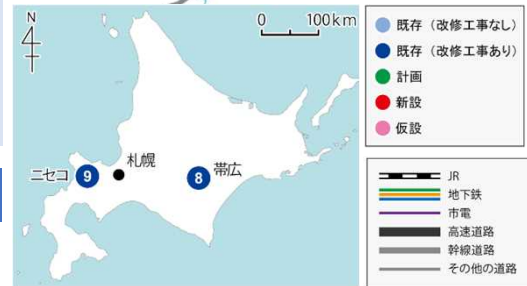 N
0 100km
ニセコ
9
札幌
8
帯広
既存（改修工事なし）
既存（改修工事あり）
計画
新設
仮設
JR
地下鉄
市電
高速道路
幹線道路
その他の道路